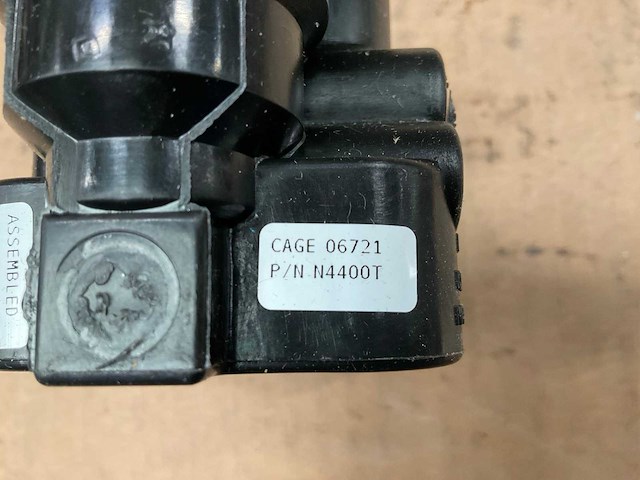 ASSEMBLED
CAGE 06721
P/N N4400T